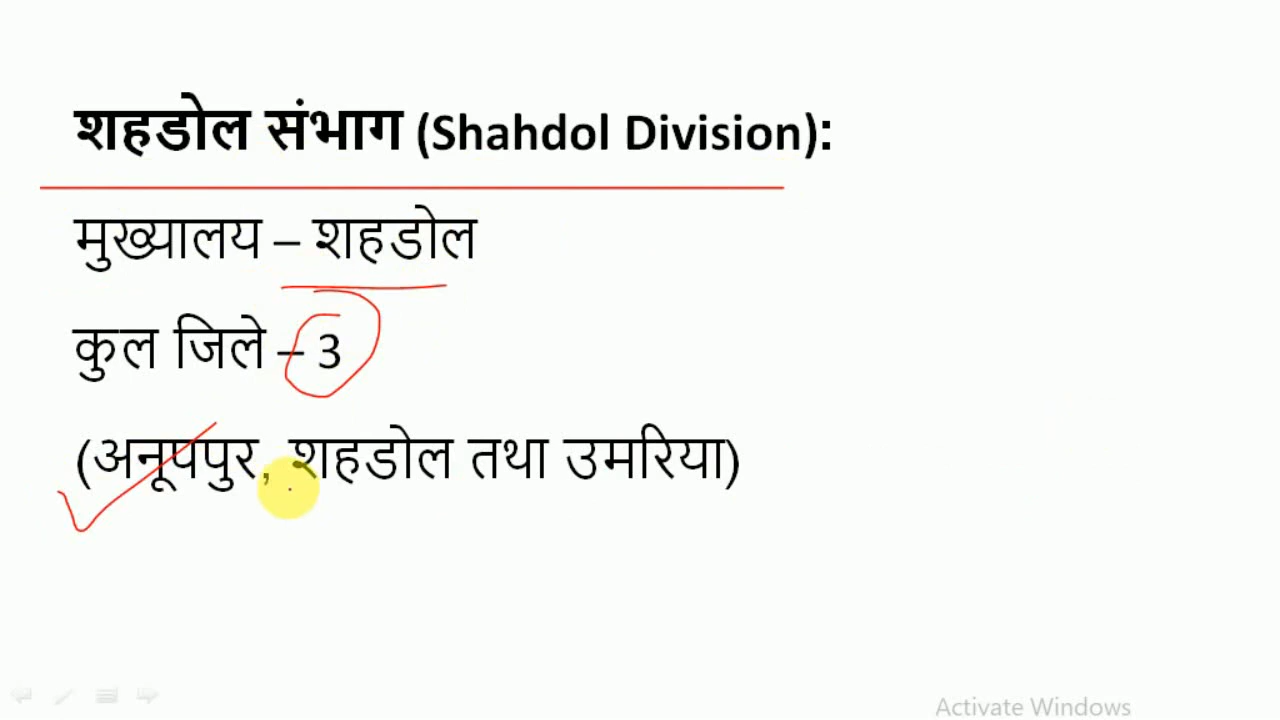 शहडोल संभाग (Shahdol Division):
मुख्यालय – शहडोल
कुल जिले – 3
(अनूपपुर, शहडोल तथा उमरिया)
Activate Windows